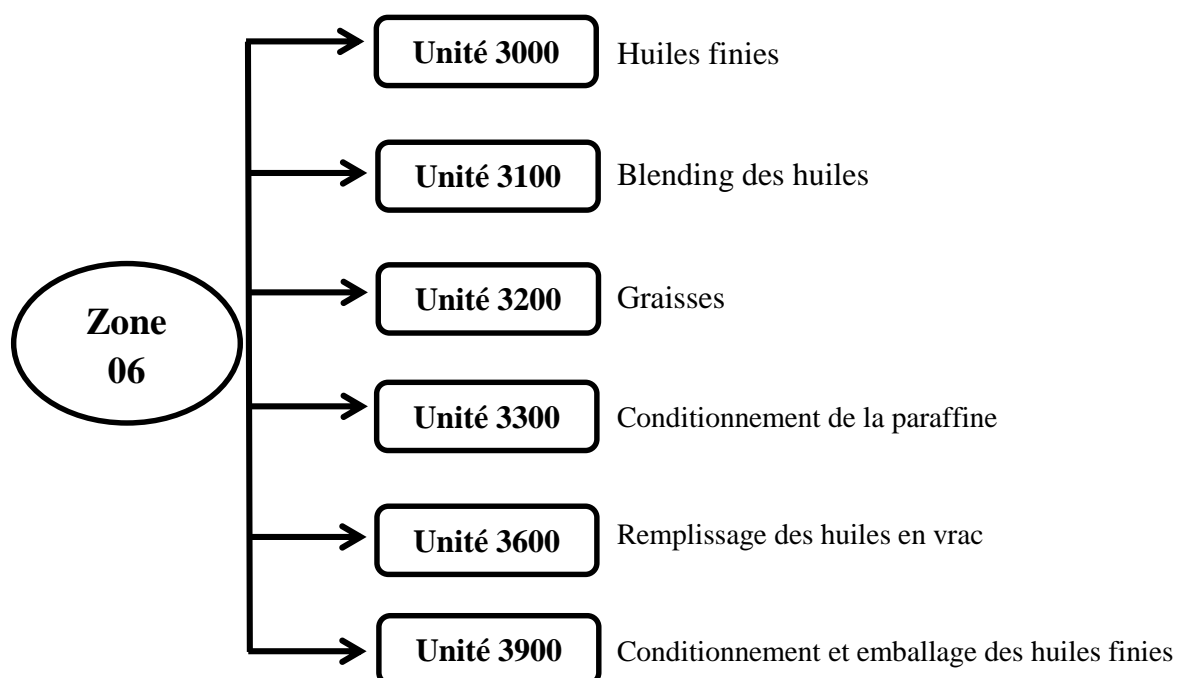 Unité 3000 Huiles finies
Unité 3100 Blending des huiles
Unité 3200 Graisses
Zone
06
Unité 3300 Conditionnement de la paraffine
Unité 3600 Remplissage des huiles en vrac
Unité 3900 Conditionnement et emballage des huiles finies